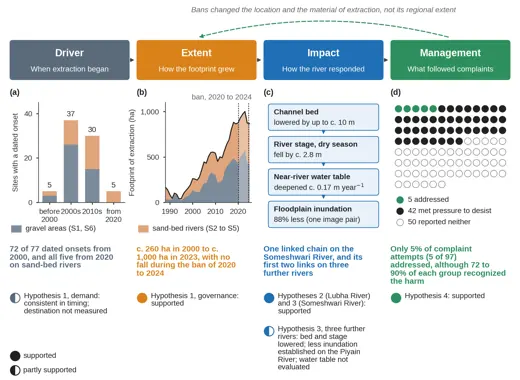 Bans changed the location and the material of extraction, not its regional extent
Driver
When extraction began
Extent
How the footprint grew
Impact
How the river responded
Management
What followed complaints
(a)
Sites with a dated onset
40
20
0
5
37
30
5
before 2000
2000s
2010s
from 2020
gravel areas (S1, S6)
72 of 77 dated onsets from
2000, and all five from 2020
on sand-bed rivers
Hypothesis 1, demand:
consistent in timing;
destination not measured
supported
partly supported
(b)
ban, 2020 to 2024
Footprint of extraction (ha)
1,000
500
0
1990
2000
2010
2020
sand-bed rivers (S2 to S5)
c. 260 ha in 2000 to c.
1,000 ha in 2023, with no
fall during the ban of 2020
to 2024
Hypothesis 1, governance:
supported
(c)
Channel bed
lowered by up to c. 10 m
River stage, dry season
fell by c. 2.8 m
Near-river water table
deepened c. 0.17 m year−1
Floodplain inundation
88% less (one image pair)
One linked chain on the
Someshwari River, and its
first two links on three
further rivers
Hypotheses 2 (Lubha River)
and 3 (Someshwari River):
supported
Hypothesis 3, three further
rivers: bed and stage
lowered; less inundation
established on the Piyain
River; water table not
evaluated
(d)
5 addressed
42 met pressure to desist
50 reported neither
Only 5% of complaint
attempts (5 of 97)
addressed, although 72 to
90% of each group recognized
the harm
Hypothesis 4: supported